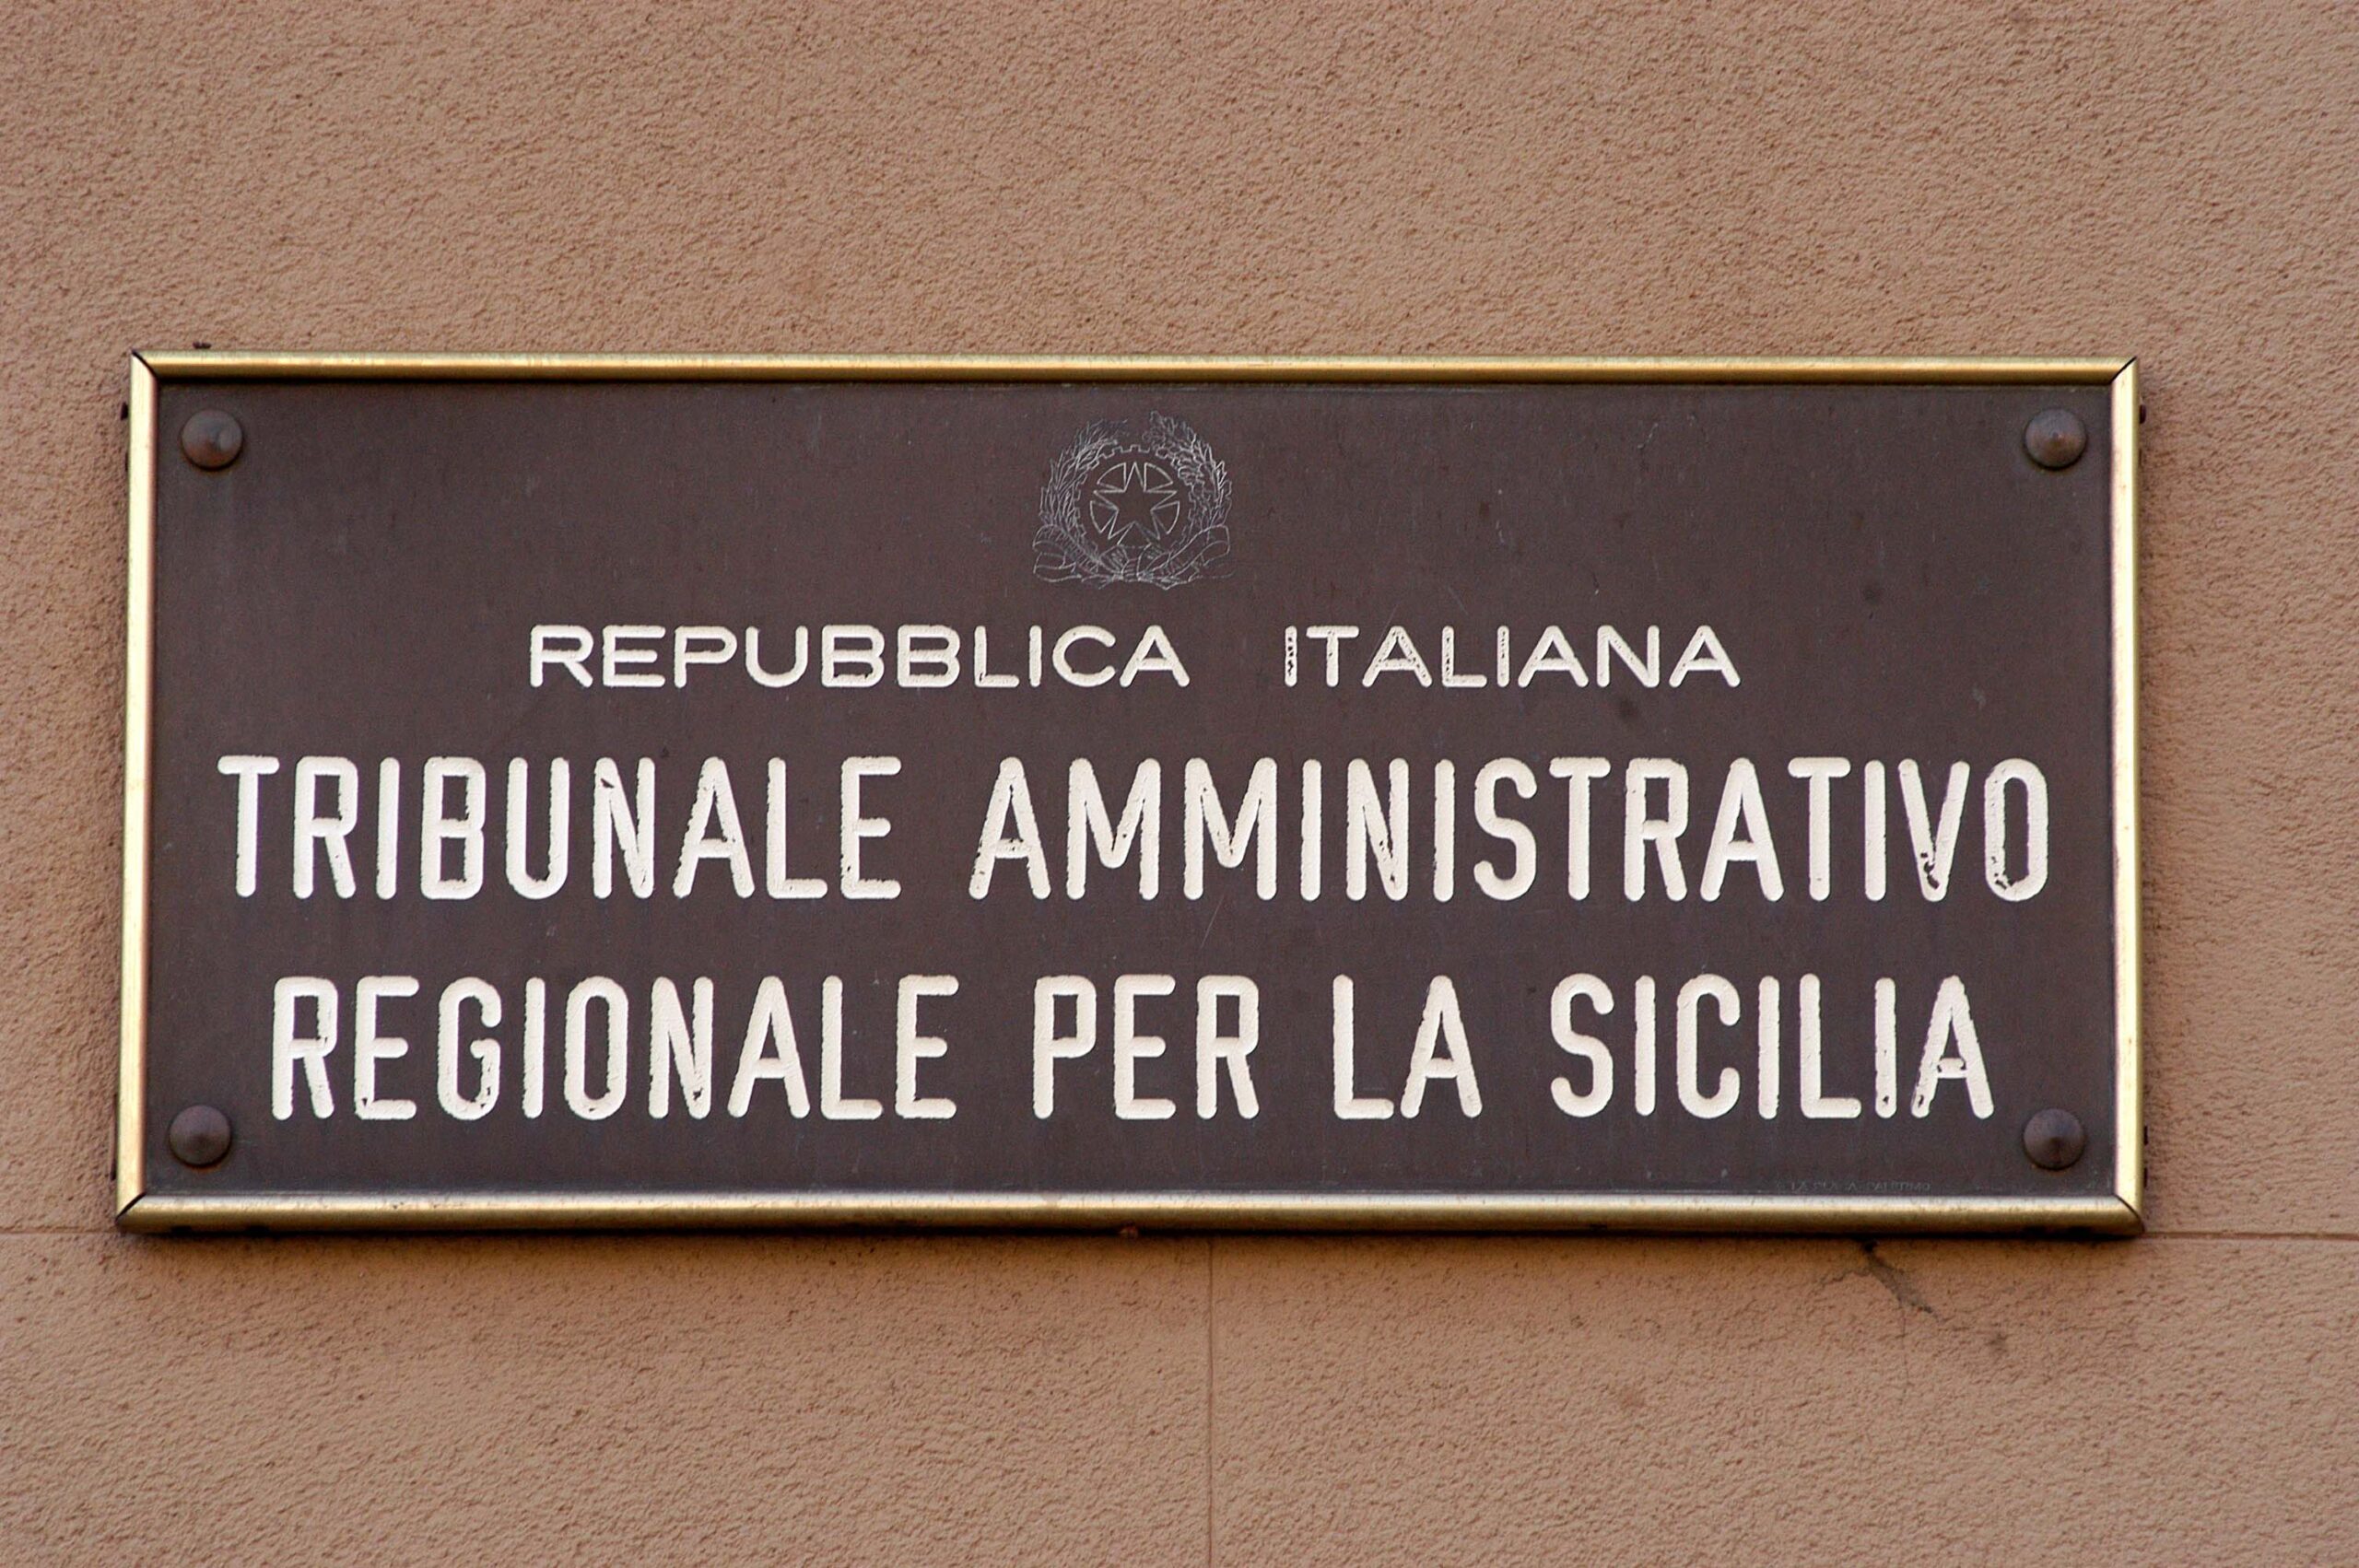 REPUBBLICA ITALIANA
TRIBUNALE AMMINISTRATIVO
REGIONALE PER LA SICILIA